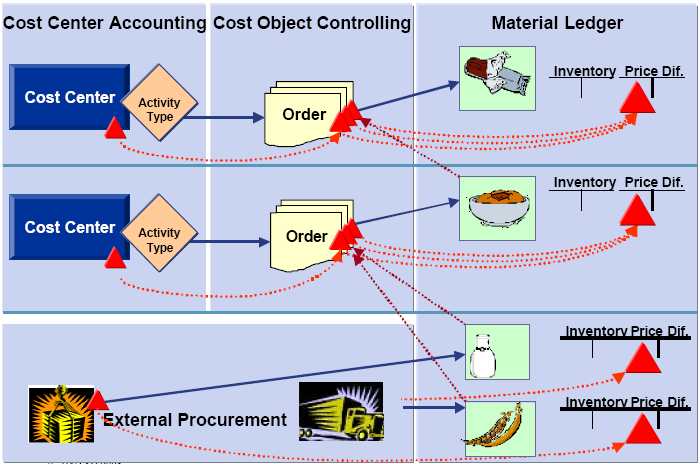 Cost Center Accounting
Cost Object Controlling
Material Ledger
Cost Center
Activity
Type
Order
Inventory Price Dif.
Cost Center
Activity
Type
Order
Inventory Price Dif.
Inventory Price Dif.
External Procurement
Inventory Price Dif.